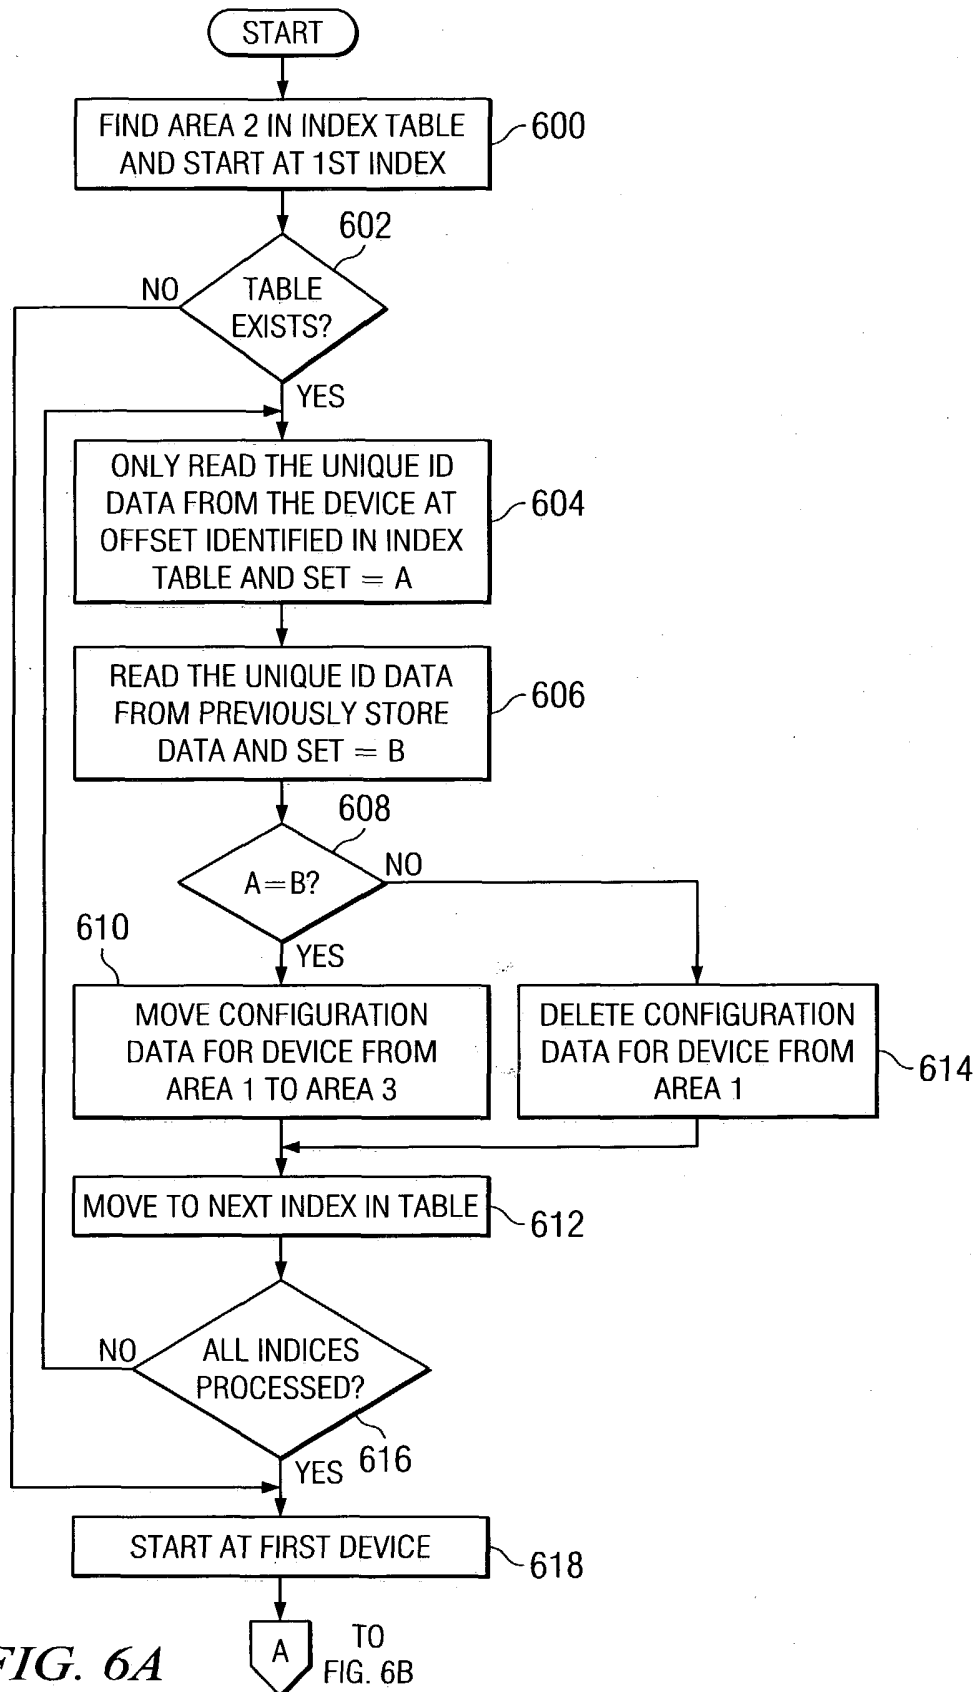 START
FIND AREA 2 IN INDEX TABLE
AND START AT 1ST INDEX
600
602
TABLE
EXISTS?
NO
YES
ONLY READ THE UNIQUE ID
DATA FROM THE DEVICE AT
OFFSET IDENTIFIED IN INDEX
TABLE AND SET = A
604
READ THE UNIQUE ID DATA
FROM PREVIOUSLY STORE
DATA AND SET = B
606
608
A=B?
NO
YES
610
MOVE CONFIGURATION
DATA FOR DEVICE FROM
AREA 1 TO AREA 3
DELETE CONFIGURATION
DATA FOR DEVICE FROM
AREA 1
614
MOVE TO NEXT INDEX IN TABLE
612
ALL INDICES
PROCESSED?
NO
616
YES
START AT FIRST DEVICE
618
A
TO
FIG. 6B
FIG. 6A